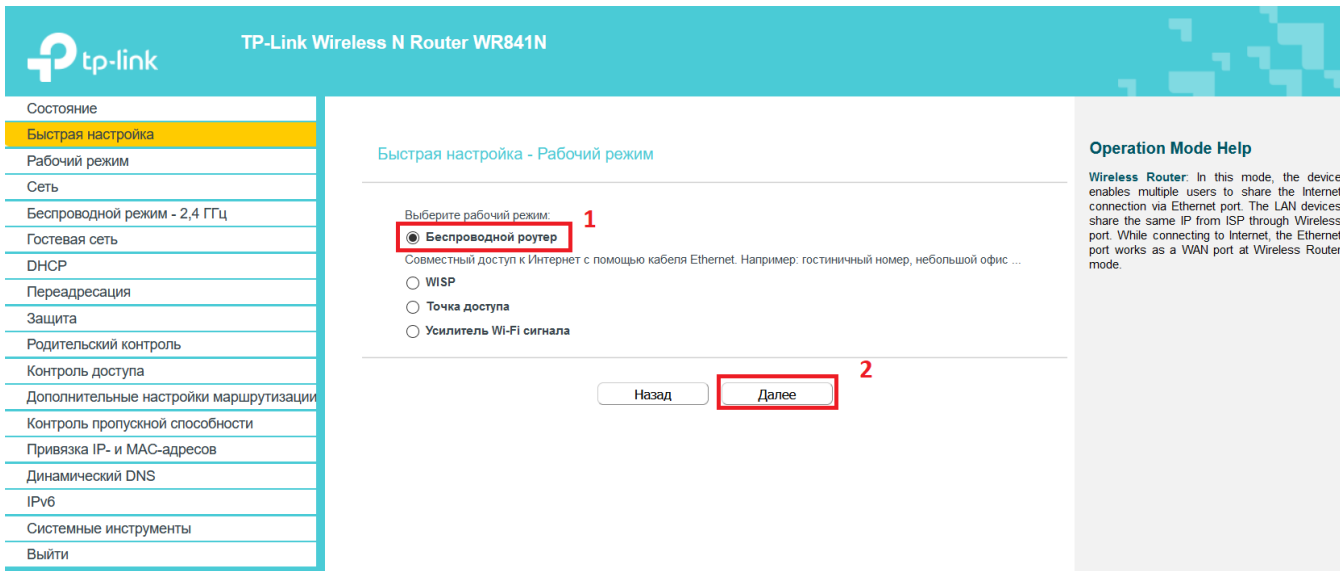 tp-link
TP-Link Wireless N Router WR841N
Состояние
Быстрая настройка
Рабочий режим
Сеть
Беспроводной режим - 2,4 ГГц
Гостевая сеть
DHCP
Переадресация
Защита
Родительский контроль
Контроль доступа
Дополнительные настройки маршрутизации
Контроль пропускной способности
Привязка IP- и MAC-адресов
Динамический DNS
IPv6
Системные инструменты
Выйти
Быстрая настройка - Рабочий режим
Выберите рабочий режим:
1
Беспроводной роутер
Совместный доступ к Интернет с помощью кабеля Ethernet. Например: гостиничный номер, небольшой офис ...
WISP
Точка доступа
Усилитель Wi-Fi сигнала
2
Назад
Далее
Operation Mode Help
Wireless Router: In this mode, the device
enables multiple users to share the Internet
connection via Ethernet port. The LAN devices
share the same IP from ISP through Wireless
port. While connecting to Internet, the Ethernet
port works as a WAN port at Wireless Router
mode.